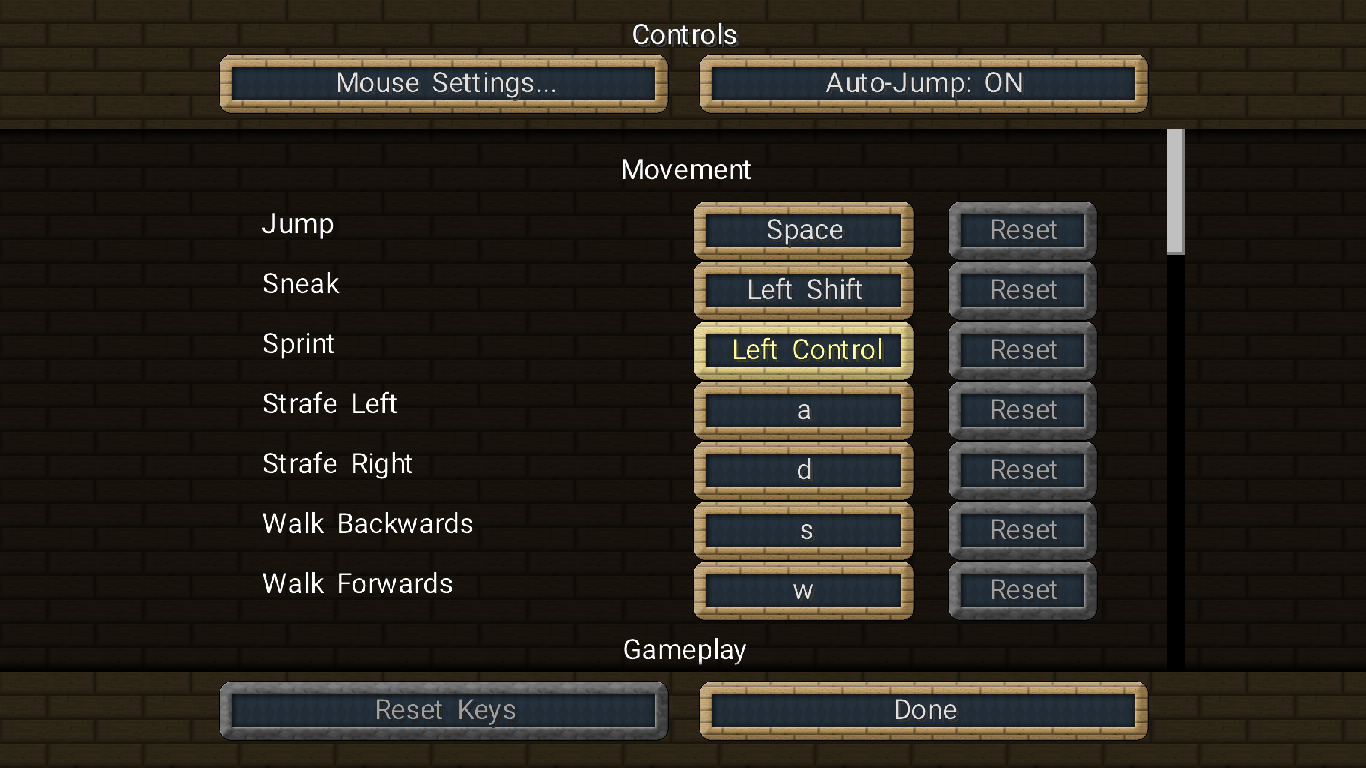 Controls
Mouse Settings... Auto-Jump: ON
Movement
Jump Space Reset
Sneak Left Shift Reset
Sprint Left Control Reset
Strafe Left a Reset
Strafe Right d Reset
Walk Backwards s Reset
Walk Forwards w Reset
Gameplay
Reset Keys Done